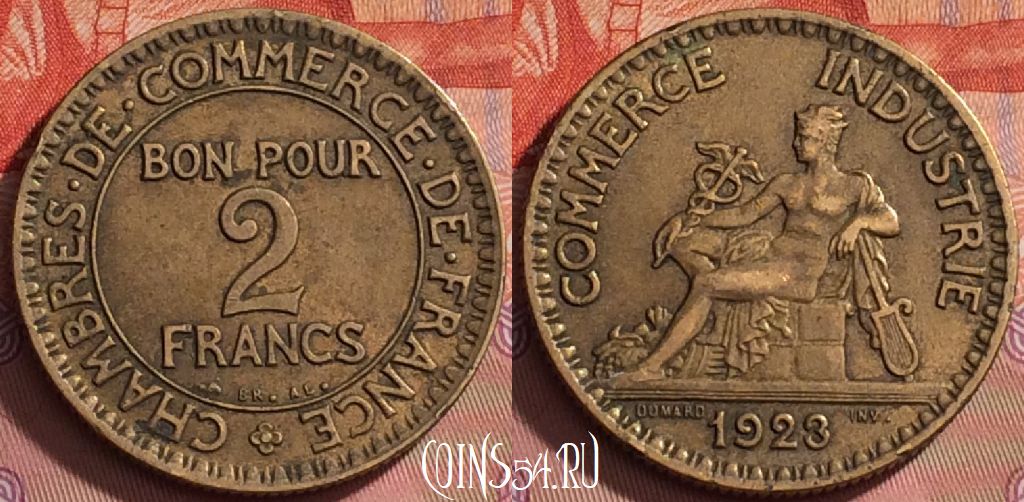 CHAMBRES·DE·COMMERCE·DE·FRANCE
BON POUR
2
FRANCS
BR. AL.
COMMERCE INDUSTRIE
DOMARD INV.
1923
COINS54.RU